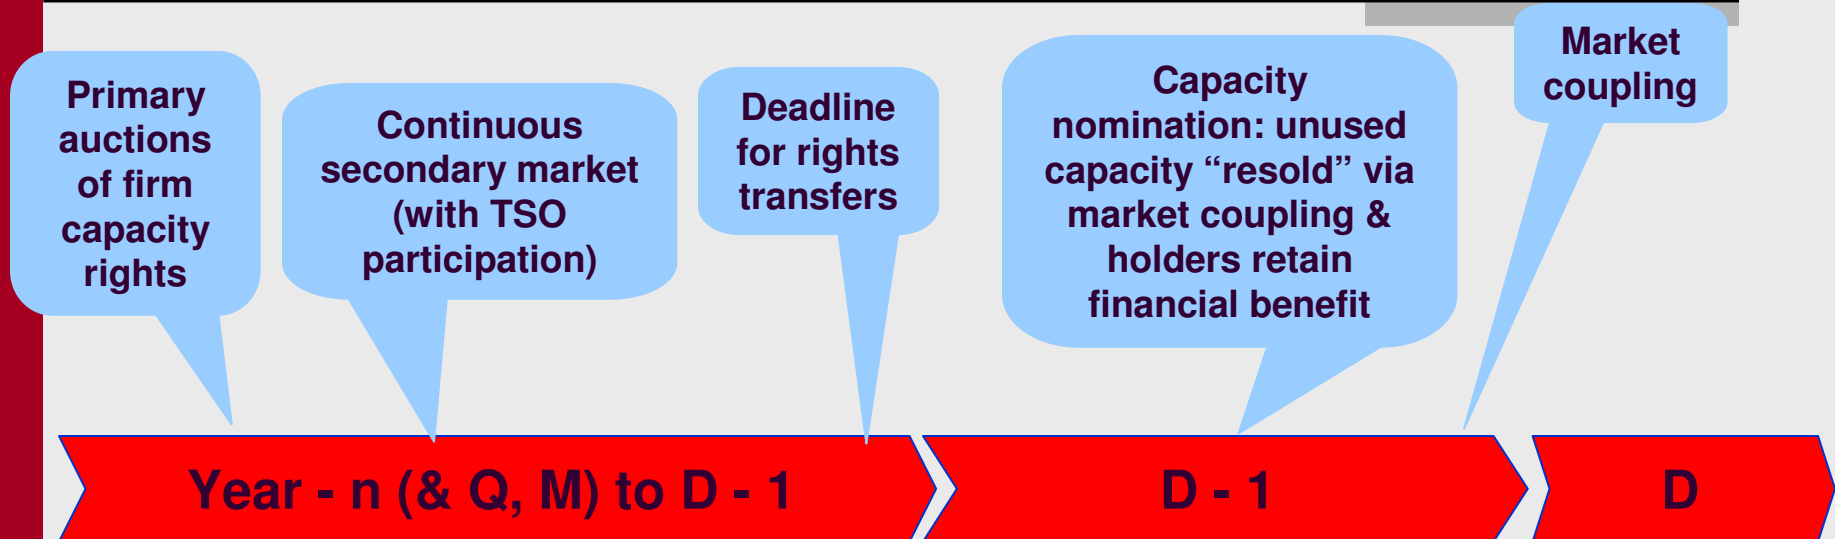 Primary
auctions
of firm
capacity
rights
Continuous
secondary market
(with TSO
participation)
Deadline
for rights
transfers
Capacity
nomination: unused
capacity “resold” via
market coupling &
holders retain
financial benefit
Market
coupling
Year - n (& Q, M) to D - 1
D - 1
D